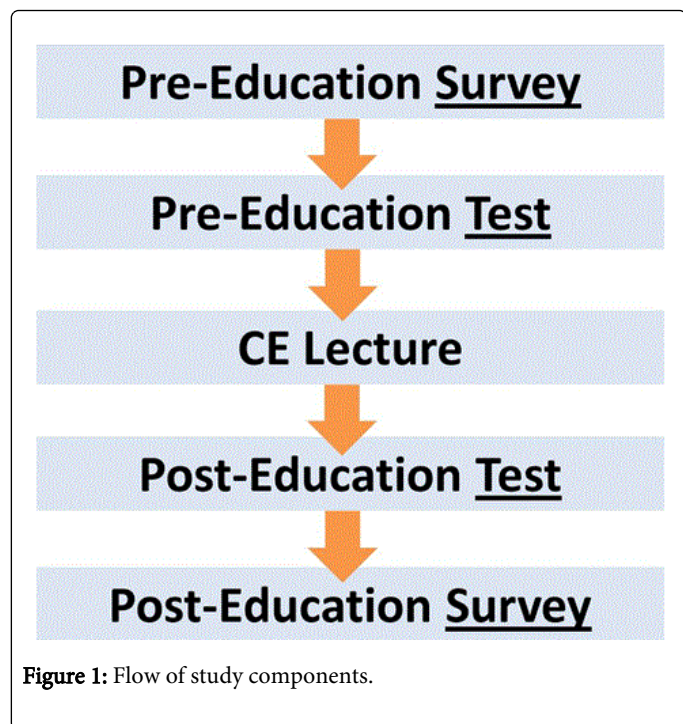 Pre-Education Survey
Pre-Education Test
CE Lecture
Post-Education Test
Post-Education Survey
Figure 1: Flow of study components.